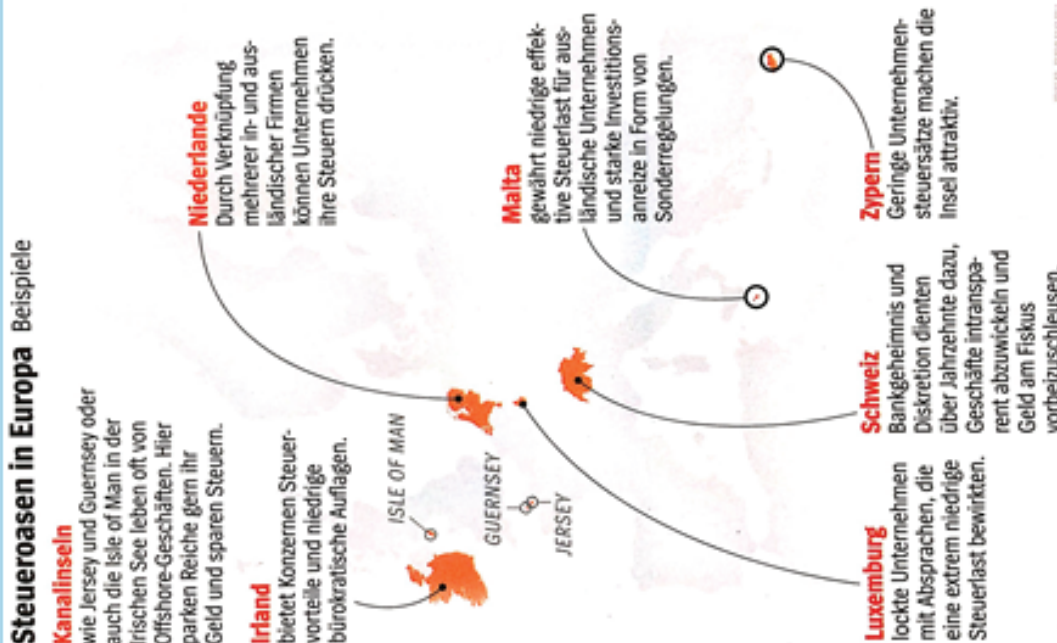 Steueroasen in Europa Beispiele
Kanalinseln
wie Jersey und Guernsey oder
auch die Isle of Man in der
Irischen See leben oft von
Offshore-Geschäften. Hier
parken Reiche gern ihr
Geld und sparen Steuern.
Irland
bietet Konzernen Steuer-
vorteile und niedrige
bürokratische Auflagen.
ISLE OF MAN
GUERNSEY
JERSEY
Niederlande
Durch Verknüpfung
mehrerer in- und aus-
ländischer Firmen
können Unternehmen
ihre Steuern drücken.
Malta
gewährt niedrige effek-
tive Steuerlast für aus-
ländische Unternehmen
und starke Investitions-
anreize in Form von
Sonderregelungen.
Luxemburg
lockte Unternehmen
mit Absprachen, die
eine extrem niedrige
Steuerlast bewirkten.
Schweiz
Bankgeheimnis und
Diskretion dienten
über Jahrzehnte dazu,
Geschäfte intranspa-
rent abzuwickeln und
Geld am Fiskus
vorbeizuschleusen.
Zypern
Geringe Unternehmen-
steuersätze machen die
Insel attraktiv.